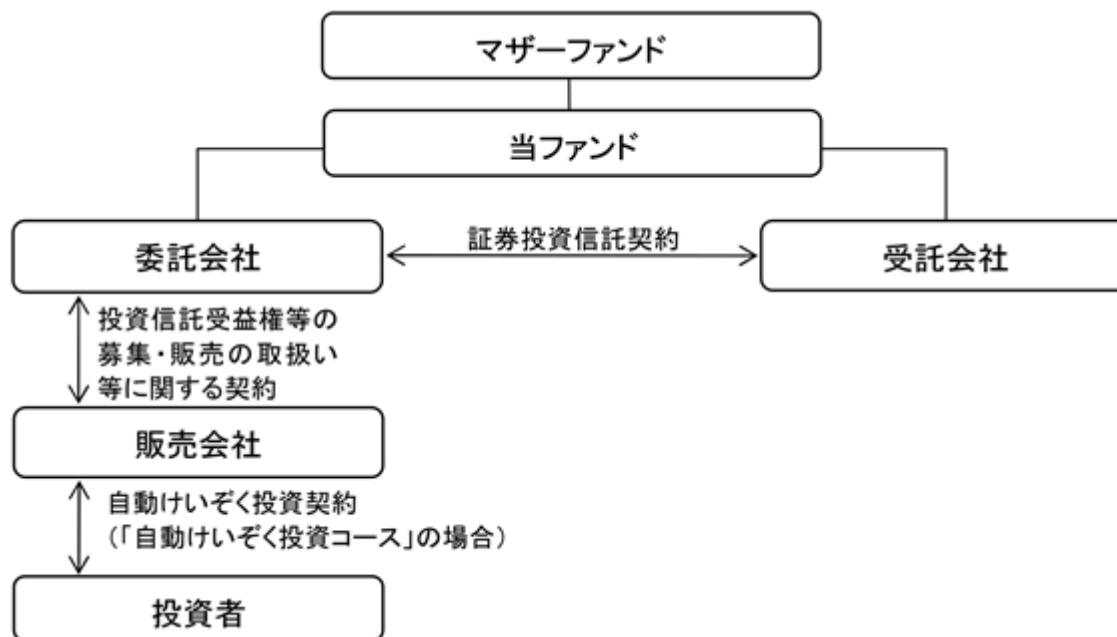 マザーファンド
当ファンド
委託会社
証券投資信託契約
受託会社
投資信託受益権等の
募集・販売の取扱い
等に関する契約
販売会社
自動けいぞく投資契約
(「自動けいぞく投資コース」の場合)
投資者